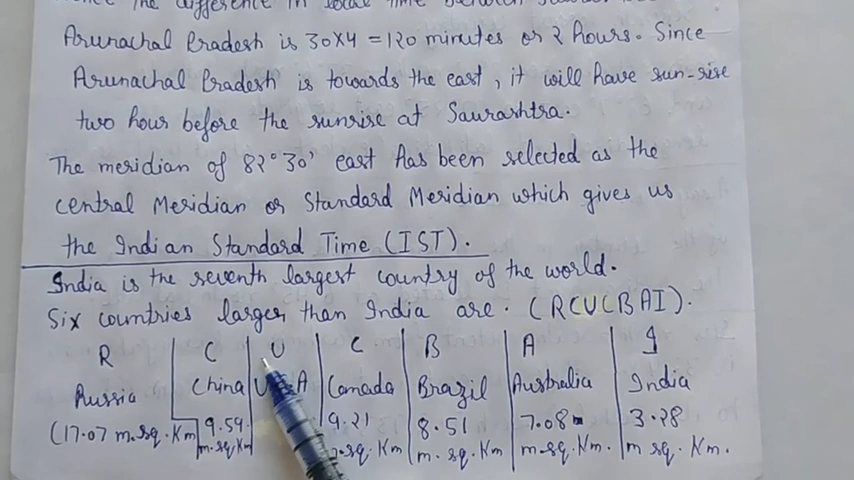 the difference in local time
Arunachal Pradesh is 30x4 = 120 minutes or 2 hours. Since
Arunachal Pradesh is towards the east, it will have sun-rise
two hour before the sunrise at Saurashtra.
The meridian of 82°30' east has been selected as the
central Meridian or Standard Meridian which gives us
the Indian Standard Time (IST).
India is the seventh largest country of the world.
Six countries larger than India are. (RCUCBAI).
R C U C B A I
Russia China U A Canada Brazil Australia India
(17.07 m.sq.Km 9.54 m.sq.Km 9.21 .sq.Km 8.51 m.sq.Km 7.08 m.sq.Km. 3.28 m sq. Km.